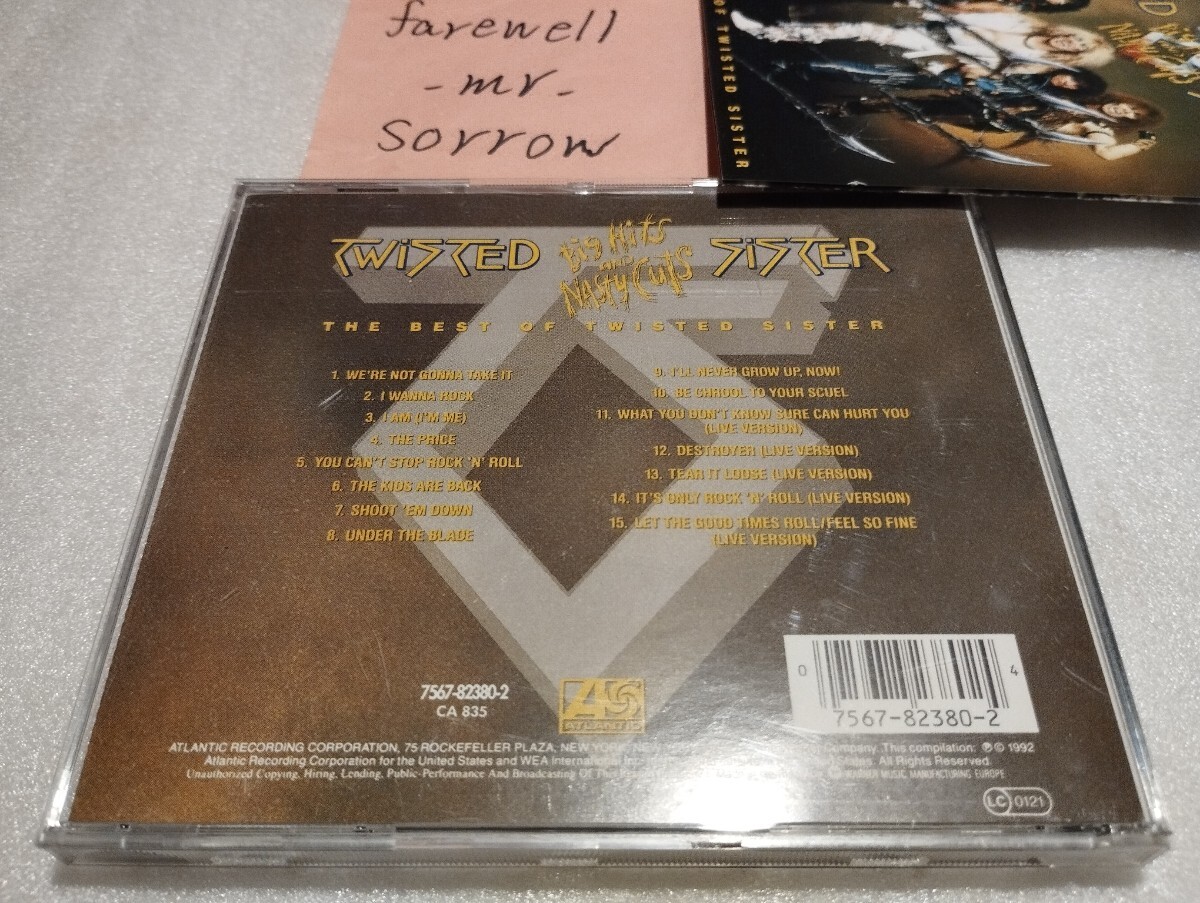 farewell
- mr -
sorrow
OF TWISTED SISTER
TWISTED Big Hits AND Nasty Cuts SISTER
THE BEST OF TWISTED SISTER
1. WE'RE NOT GONNA TAKE IT
2. I WANNA ROCK
3. I AM (I'M ME)
4. THE PRICE
5. YOU CAN'T STOP ROCK 'N' ROLL
6. THE KIDS ARE BACK
7. SHOOT 'EM DOWN
8. UNDER THE BLADE
9. I'LL NEVER GROW UP, NOW!
10. BE CHROOL TO YOUR SCUEL
11. WHAT YOU DON'T KNOW SURE CAN HURT YOU
(LIVE VERSION)
12. DESTROYER (LIVE VERSION)
13. TEAR IT LOOSE (LIVE VERSION)
14. IT'S ONLY ROCK 'N' ROLL (LIVE VERSION)
15. LET THE GOOD TIMES ROLL/FEEL SO FINE
(LIVE VERSION)
7567-82380-2
CA 835
ATLANTIC
0 4
7567-82380-2
ATLANTIC RECORDING CORPORATION, 75 ROCKEFELLER PLAZA, NEW YORK, NEW Company. This compilation: ℗ © 1992
Atlantic Recording Corporation for the United States and WEA International Inc. States. All Rights Reserved.
Unauthorized Copying, Hiring, Lending, Public Performance And Broadcasting Of This WARNER MUSIC MANUFACTURING EUROPE
LC 0121